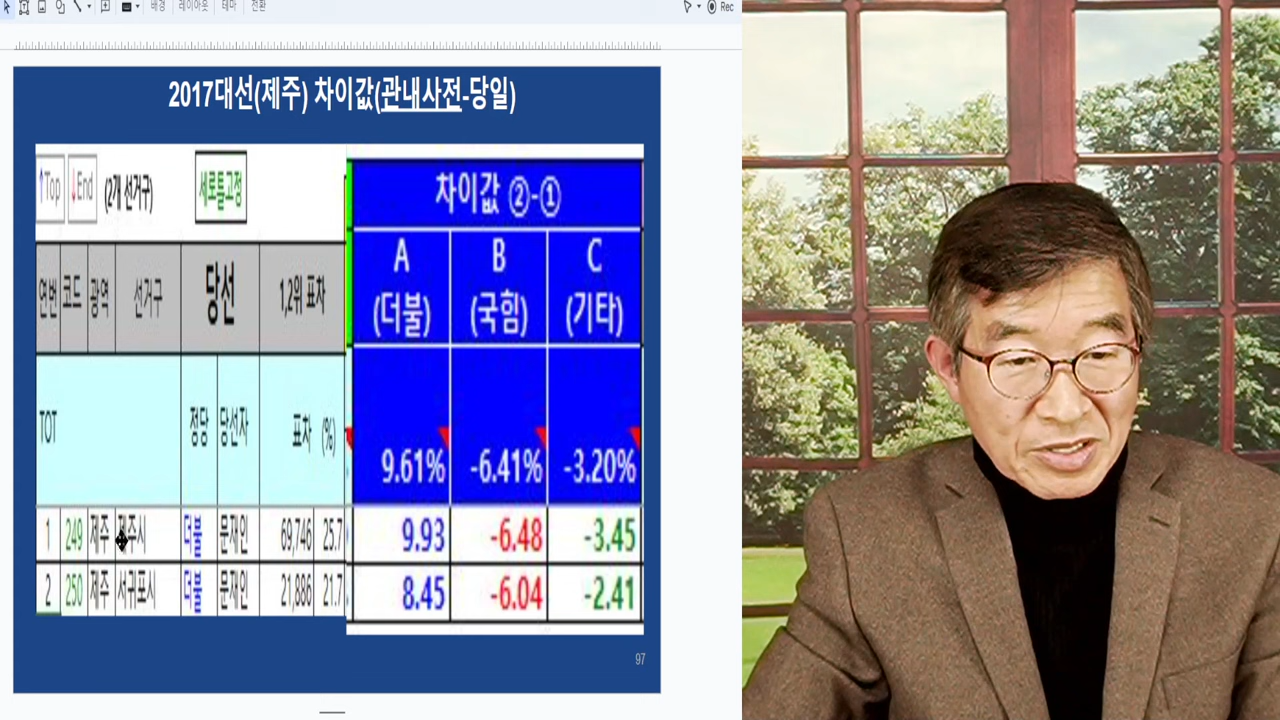 배경 레이아웃 테마 전환
Rec
2017대선(제주) 차이값(관내사전-당일)
↑Top ↓End (2개 선거구) 세로틀고정
차이값 ②-①
연번 코드 광역 선거구 당선 1,2위 표차
A (더불) B (국힘) C (기타)
TOT 정당 당선자 표차 (%) 9.61% -6.41% -3.20%
1 249 제주 제주시 더불 문재인 69,746 25.7 9.93 -6.48 -3.45
2 250 제주 서귀포시 더불 문재인 21,886 21.7 8.45 -6.04 -2.41
97